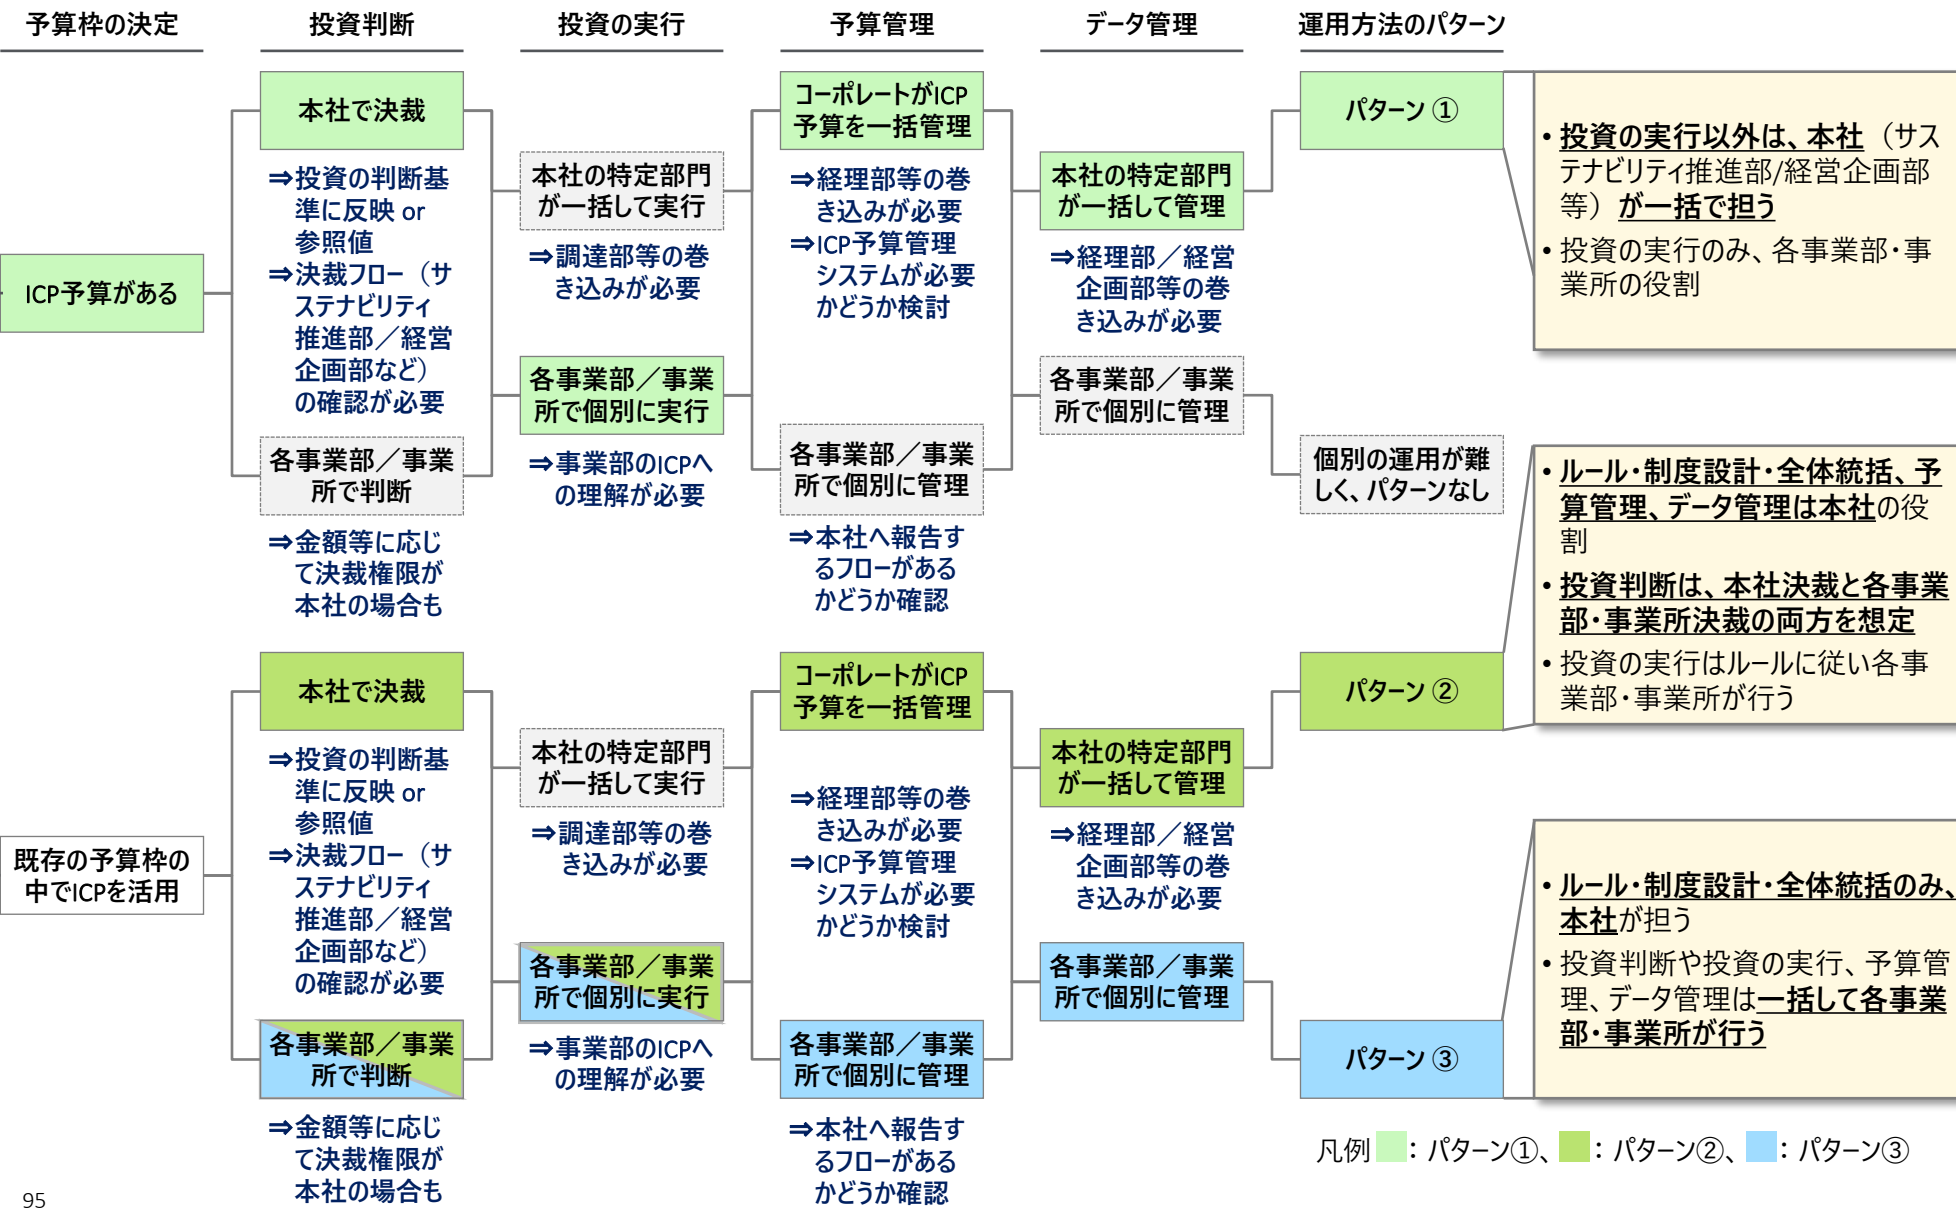 予算枠の決定
投資判断
投資の実行
予算管理
データ管理
運用方法のパターン
ICP予算がある
本社で決裁
⇒投資の判断基
準に反映 or
参照値
⇒決裁フロー（サ
ステナビリティ
推進部／経営
企画部など）
の確認が必要
各事業部／事業
所で判断
⇒金額等に応じ
て決裁権限が
本社の場合も
本社の特定部門
が一括して実行
⇒調達部等の巻
き込みが必要
各事業部／事業
所で個別に実行
⇒事業部のICPへ
の理解が必要
コーポレートがICP
予算を一括管理
⇒経理部等の巻
き込みが必要
⇒ICP予算管理
システムが必要
かどうか検討
各事業部／事業
所で個別に管理
⇒本社へ報告す
るフローがある
かどうか確認
本社の特定部門
が一括して管理
⇒経理部／経営
企画部等の巻
き込みが必要
各事業部／事業
所で個別に管理
パターン ①
個別の運用が難
しく、パターンなし
• 投資の実行以外は、本社（サス
テナビリティ推進部/経営企画部
等）が一括で担う
• 投資の実行のみ、各事業部・事
業所の役割
既存の予算枠の
中でICPを活用
本社で決裁
⇒投資の判断基
準に反映 or
参照値
⇒決裁フロー（サ
ステナビリティ
推進部／経営
企画部など）
の確認が必要
各事業部／事業
所で判断
⇒金額等に応じ
て決裁権限が
本社の場合も
本社の特定部門
が一括して実行
⇒調達部等の巻
き込みが必要
各事業部／事業
所で個別に実行
⇒事業部のICPへ
の理解が必要
コーポレートがICP
予算を一括管理
⇒経理部等の巻
き込みが必要
⇒ICP予算管理
システムが必要
かどうか検討
各事業部／事業
所で個別に管理
⇒本社へ報告す
るフローがある
かどうか確認
本社の特定部門
が一括して管理
⇒経理部／経営
企画部等の巻
き込みが必要
各事業部／事業
所で個別に管理
パターン ②
パターン ③
• ルール・制度設計・全体統括、予
算管理、データ管理は本社の役
割
• 投資判断は、本社決裁と各事業
部・事業所決裁の両方を想定
• 投資の実行はルールに従い各事
業部・事業所が行う
• ルール・制度設計・全体統括のみ、
本社が担う
• 投資判断や投資の実行、予算管
理、データ管理は一括して各事業
部・事業所が行う
凡例 ：パターン①、 ：パターン②、 ：パターン③
95